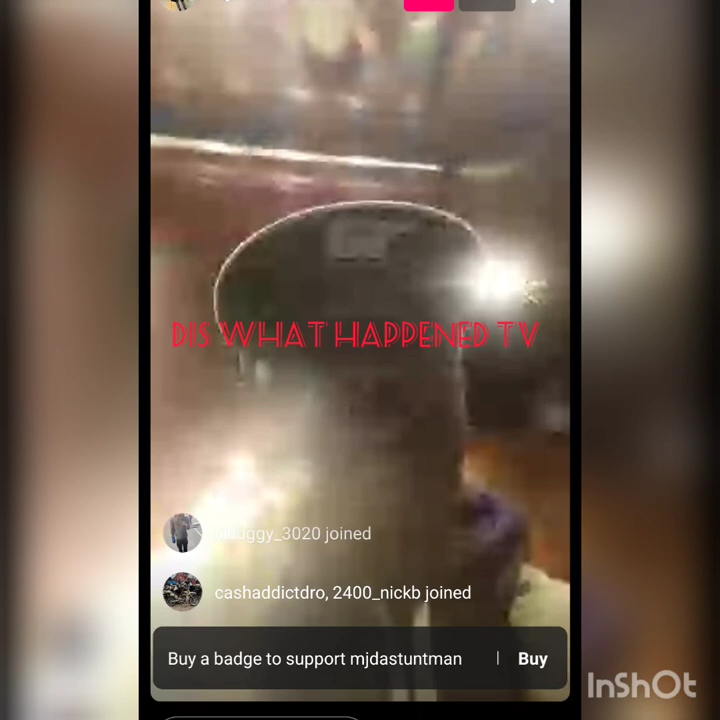 DIS WHAT HAPPENED TV
joined
cashaddictdro, 2400_nickb joined
Buy a badge to support mjdastuntman | Buy
InShOt